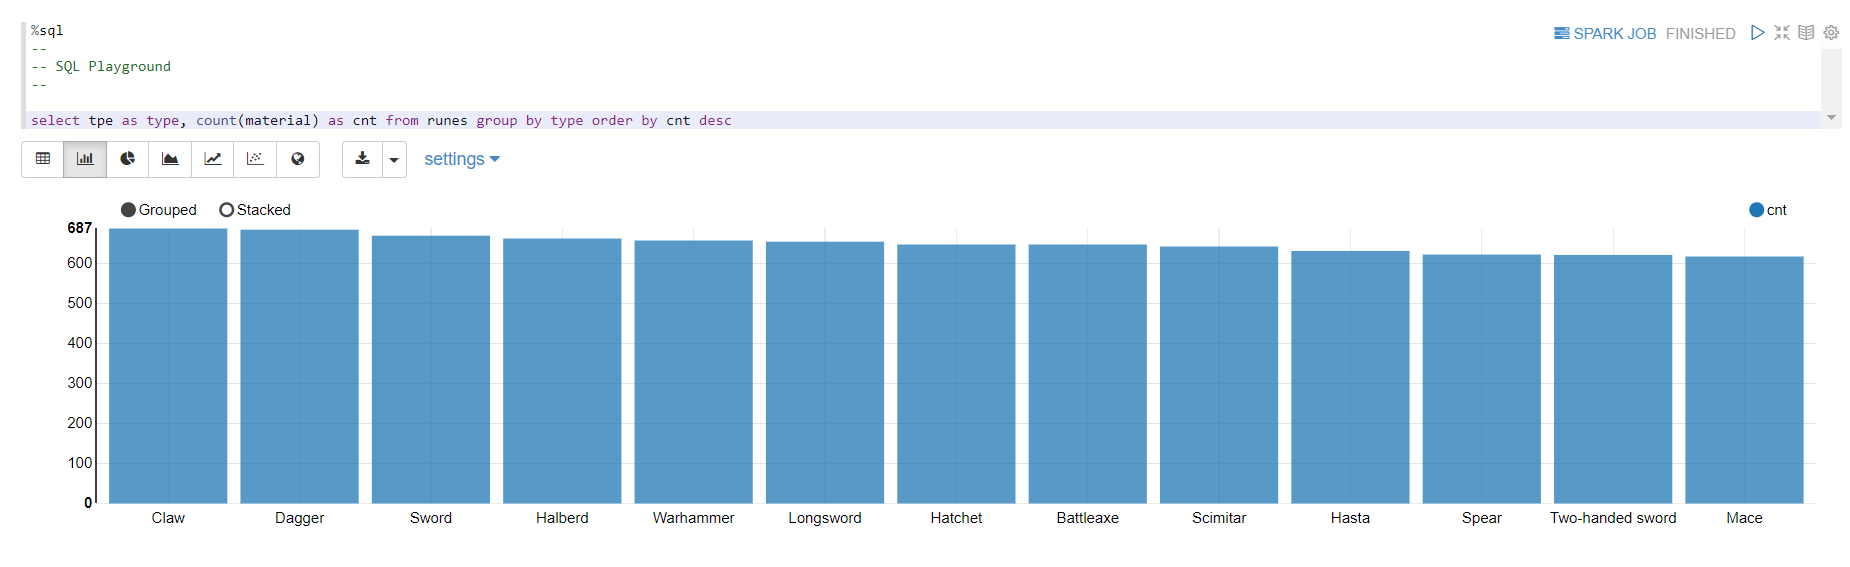 %sql
--
-- SQL Playground
--
select tpe as type, count(material) as cnt from runes group by type order by cnt desc
SPARK JOB FINISHED
settings
Grouped Stacked
cnt
687
600
500
400
300
200
100
0
Claw Dagger Sword Halberd Warhammer Longsword Hatchet Battleaxe Scimitar Hasta Spear Two-handed sword Mace